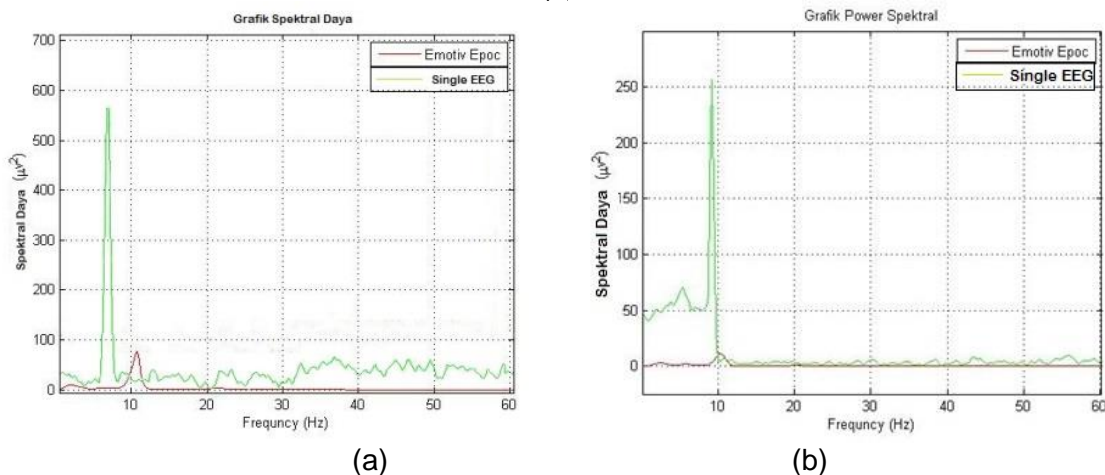 Grafik Spektral Daya
700
600
500
400
300
200
100
0
Spektral Daya (μv²)
10 20 30 40 50 60
Frequncy (Hz)
Emotiv Epoc
Single EEG
(a)
Grafik Power Spektral
250
200
150
100
50
0
Spektral Daya (μv²)
10 20 30 40 50 60
Frequncy (Hz)
Emotiv Epoc
Single EEG
(b)